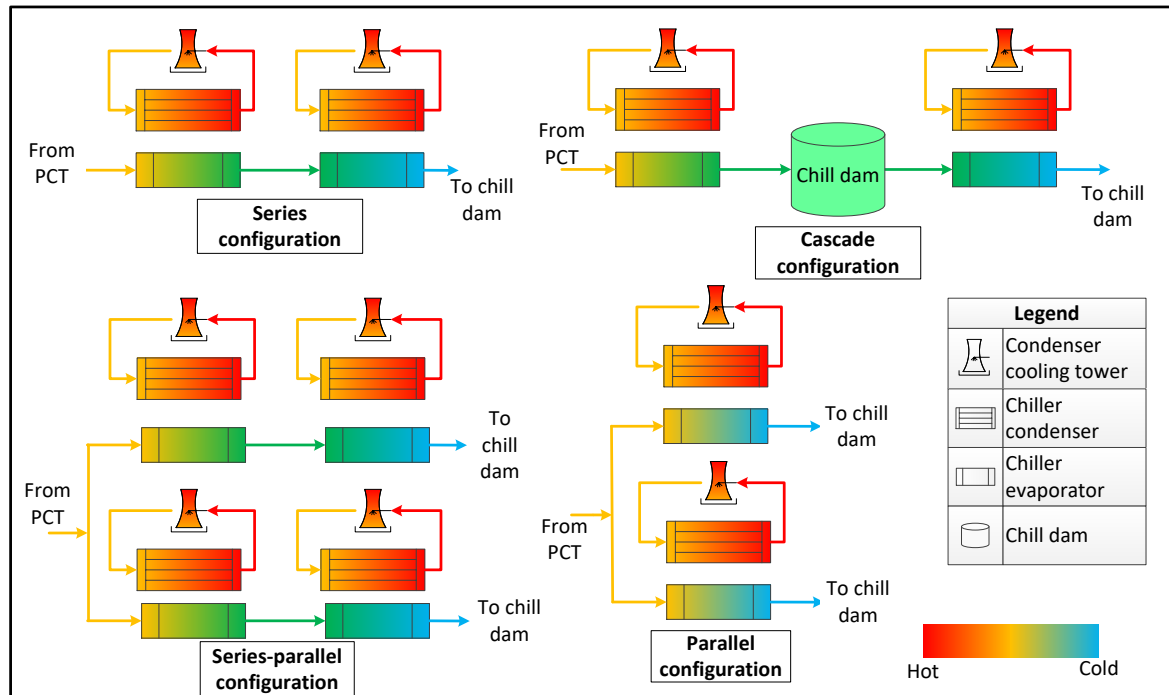 From
PCT
To chill
dam
Series
configuration
From
PCT
Chill dam
To chill
dam
Cascade
configuration
From
PCT
To
chill
dam
To chill
dam
Series-parallel
configuration
From
PCT
To chill
dam
To chill
dam
Parallel
configuration
Legend
Condenser
cooling tower
Chiller
condenser
Chiller
evaporator
Chill dam
Hot
Cold